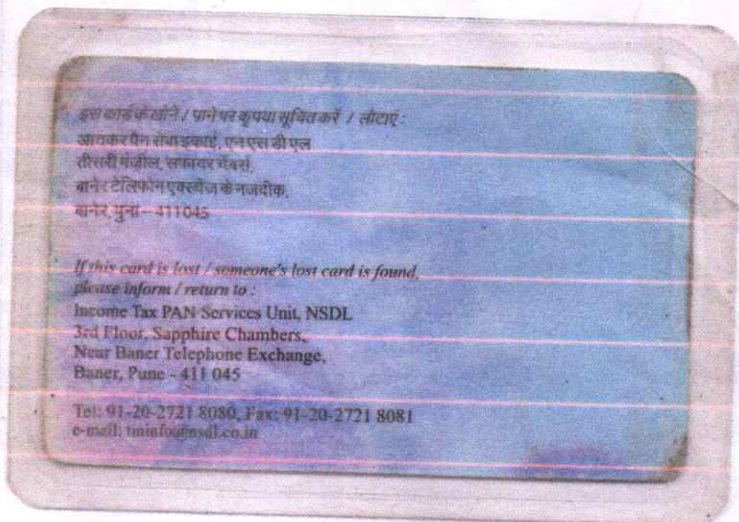 इस कार्ड के खोने / पाने पर कृपया सूचित करें / लौटाएं :
आयकर पैन सेवा इकाई, एन एस डी एल
तीसरी मंज़ील, सफायर चेंबर्स,
बानेर टेलिफोन एक्स्चेंज के नजदीक,
बानेर, पुना – 411045
If this card is lost / someone's lost card is found,
please inform / return to :
Income Tax PAN Services Unit, NSDL
3rd Floor, Sapphire Chambers,
Near Baner Telephone Exchange,
Baner, Pune - 411 045
Tel: 91-20-2721 8080, Fax: 91-20-2721 8081
e-mail: tininfo@nsdl.co.in